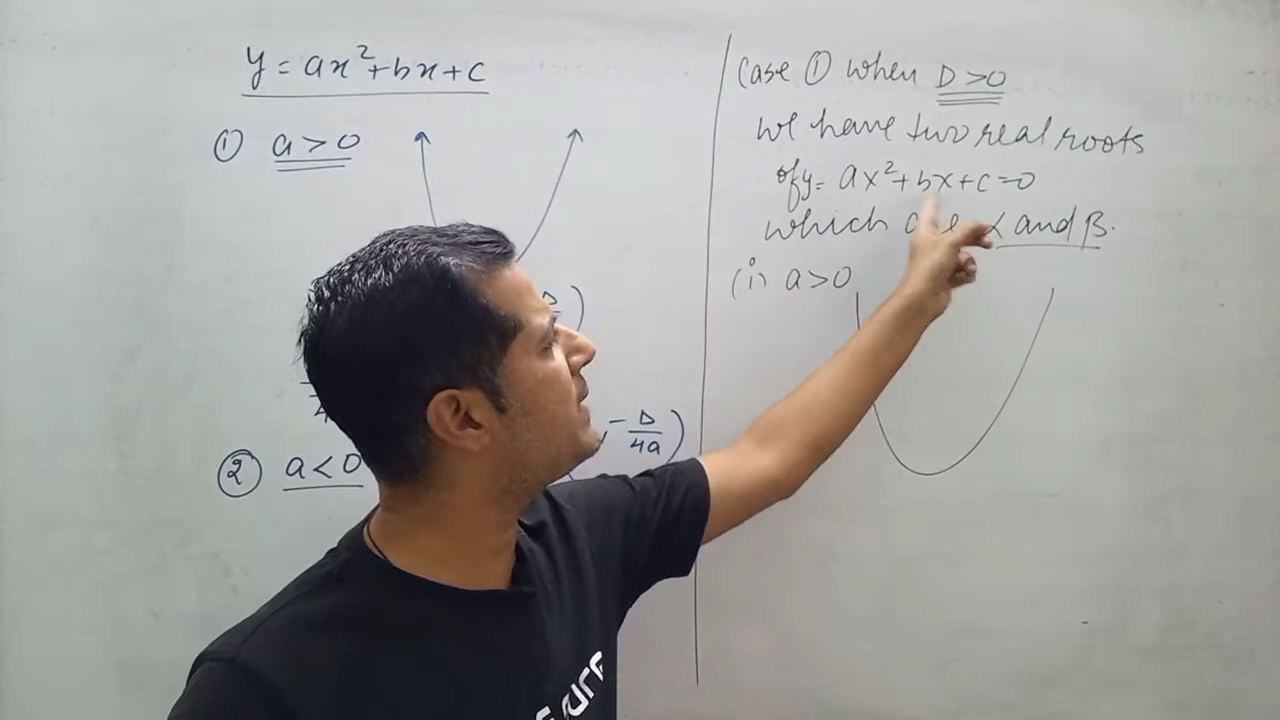 y = ax²+bx+c
① a > 0
② a < 0
, -D/4a)
Case ① when D > 0
we have two real roots
of y = ax²+bx+c=0
which α and β.
(i) a > 0